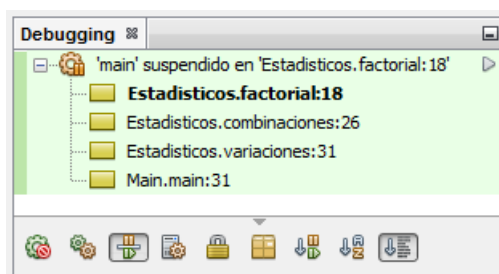 Debugging
'main' suspendido en 'Estadisticos.factorial:18'
Estadisticos.factorial:18
Estadisticos.combinaciones:26
Estadisticos.variaciones:31
Main.main:31